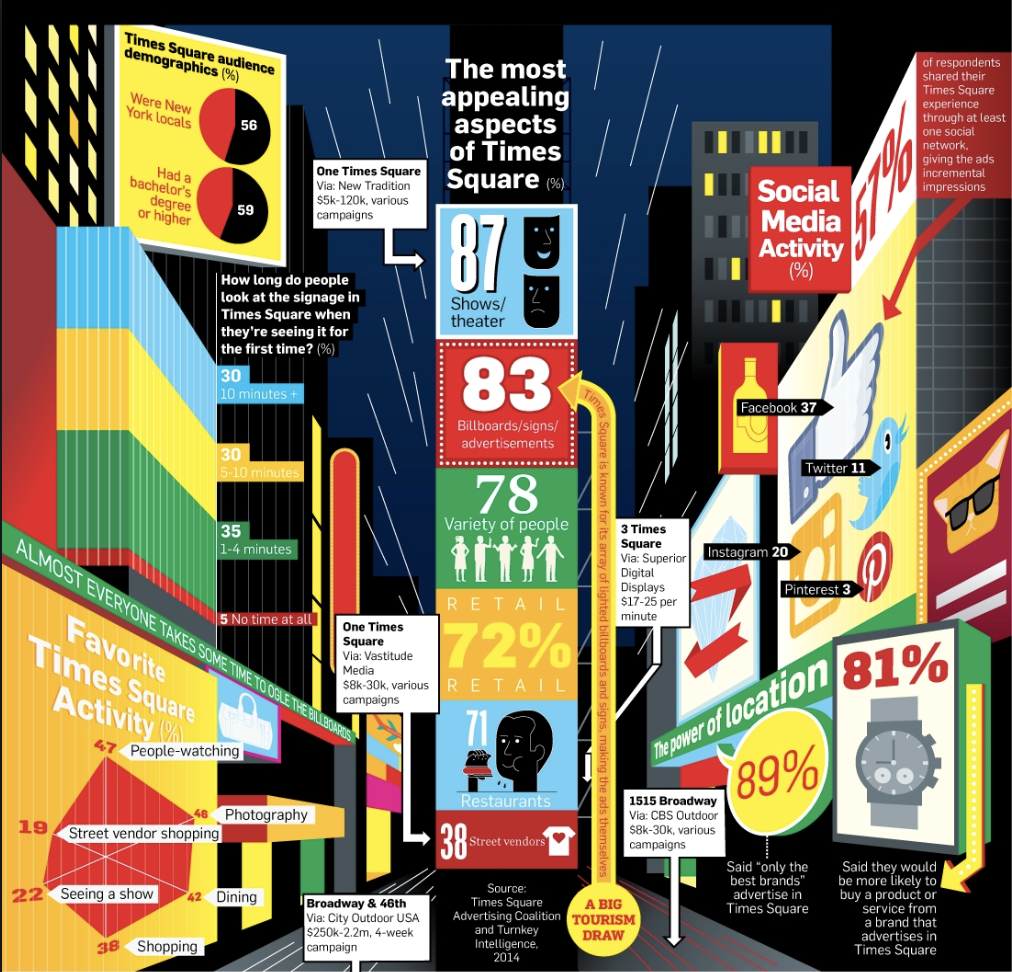 Times Square audience
demographics (%)
Were New
York locals
56
Had a
bachelor's
degree
or higher
59
How long do people
look at the signage in
Times Square when
they're seeing it for
the first time? (%)
30
10 minutes +
30
5-10 minutes
35
1-4 minutes
5 No time at all
ALMOST EVERYONE TAKES SOME TIME TO OGLE THE BILLBOARDS
Favorite
Times Square
Activity (%)
47 People-watching
46 Photography
19 Street vendor shopping
22 Seeing a show
42 Dining
38 Shopping
The most
appealing
aspects
of Times
Square (%)
One Times Square
Via: New Tradition
$5k-120k, various
campaigns
87
Shows/
theater
83
Billboards/signs/
advertisements
78
Variety of people
RETAIL
72%
RETAIL
71
Restaurants
38 Street vendors
Times Square is known for its array of lighted billboards and signs, making the ads themselves
A BIG
TOURISM
DRAW
One Times
Square
Via: Vastitude
Media
$8k-30k, various
campaigns
Broadway & 46th
Via: City Outdoor USA
$250k-2.2m, 4-week
campaign
Source:
Times Square
Advertising Coalition
and Turnkey
Intelligence,
2014
3 Times
Square
Via: Superior
Digital
Displays
$17-25 per
minute
1515 Broadway
Via: CBS Outdoor
$8k-30k, various
campaigns
Social
Media
Activity
(%)
57%
of respondents
shared their
Times Square
experience
through at least
one social
network,
giving the ads
incremental
impressions
Facebook 37
Twitter 11
Instagram 20
Pinterest 3
The power of location
89%
Said "only the
best brands"
advertise in
Times Square
81%
Said they would
be more likely to
buy a product or
service from
a brand that
advertises in
Times Square